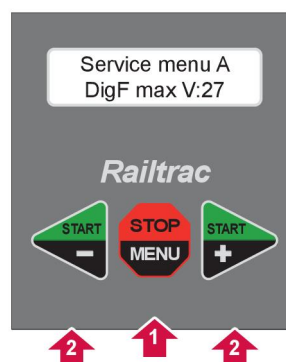 Service menu A
DigF max V:27
Railtrac
START
STOP
START
-
MENU
+
2
1
2